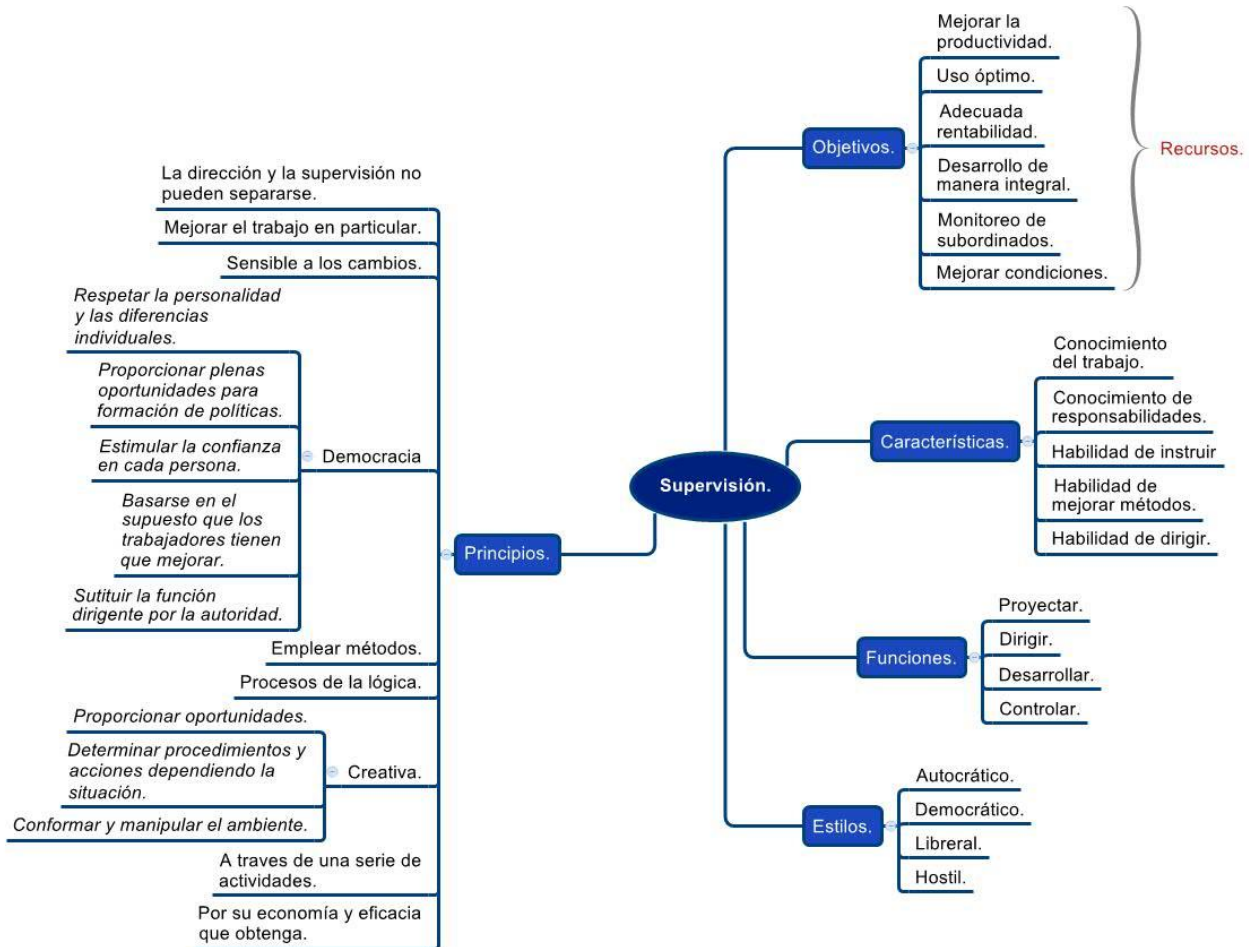 Supervisión.
Objetivos.
Mejorar la
productividad.
Uso óptimo.
Adecuada
rentabilidad.
Desarrollo de
manera integral.
Monitoreo de
subordinados.
Mejorar condiciones.
Recursos.
Características.
Conocimiento
del trabajo.
Conocimiento de
responsabilidades.
Habilidad de instruir
Habilidad de
mejorar métodos.
Habilidad de dirigir.
Funciones.
Proyectar.
Dirigir.
Desarrollar.
Controlar.
Estilos.
Autocrático.
Democrático.
Libreral.
Hostil.
Principios.
La dirección y la supervisión no
pueden separarse.
Mejorar el trabajo en particular.
Sensible a los cambios.
Democracia
Respetar la personalidad
y las diferencias
individuales.
Proporcionar plenas
oportunidades para
formación de políticas.
Estimular la confianza
en cada persona.
Basarse en el
supuesto que los
trabajadores tienen
que mejorar.
Sutituir la función
dirigente por la autoridad.
Emplear métodos.
Procesos de la lógica.
Creativa.
Proporcionar oportunidades.
Determinar procedimientos y
acciones dependiendo la
situación.
Conformar y manipular el ambiente.
A traves de una serie de
actividades.
Por su economía y eficacia
que obtenga.